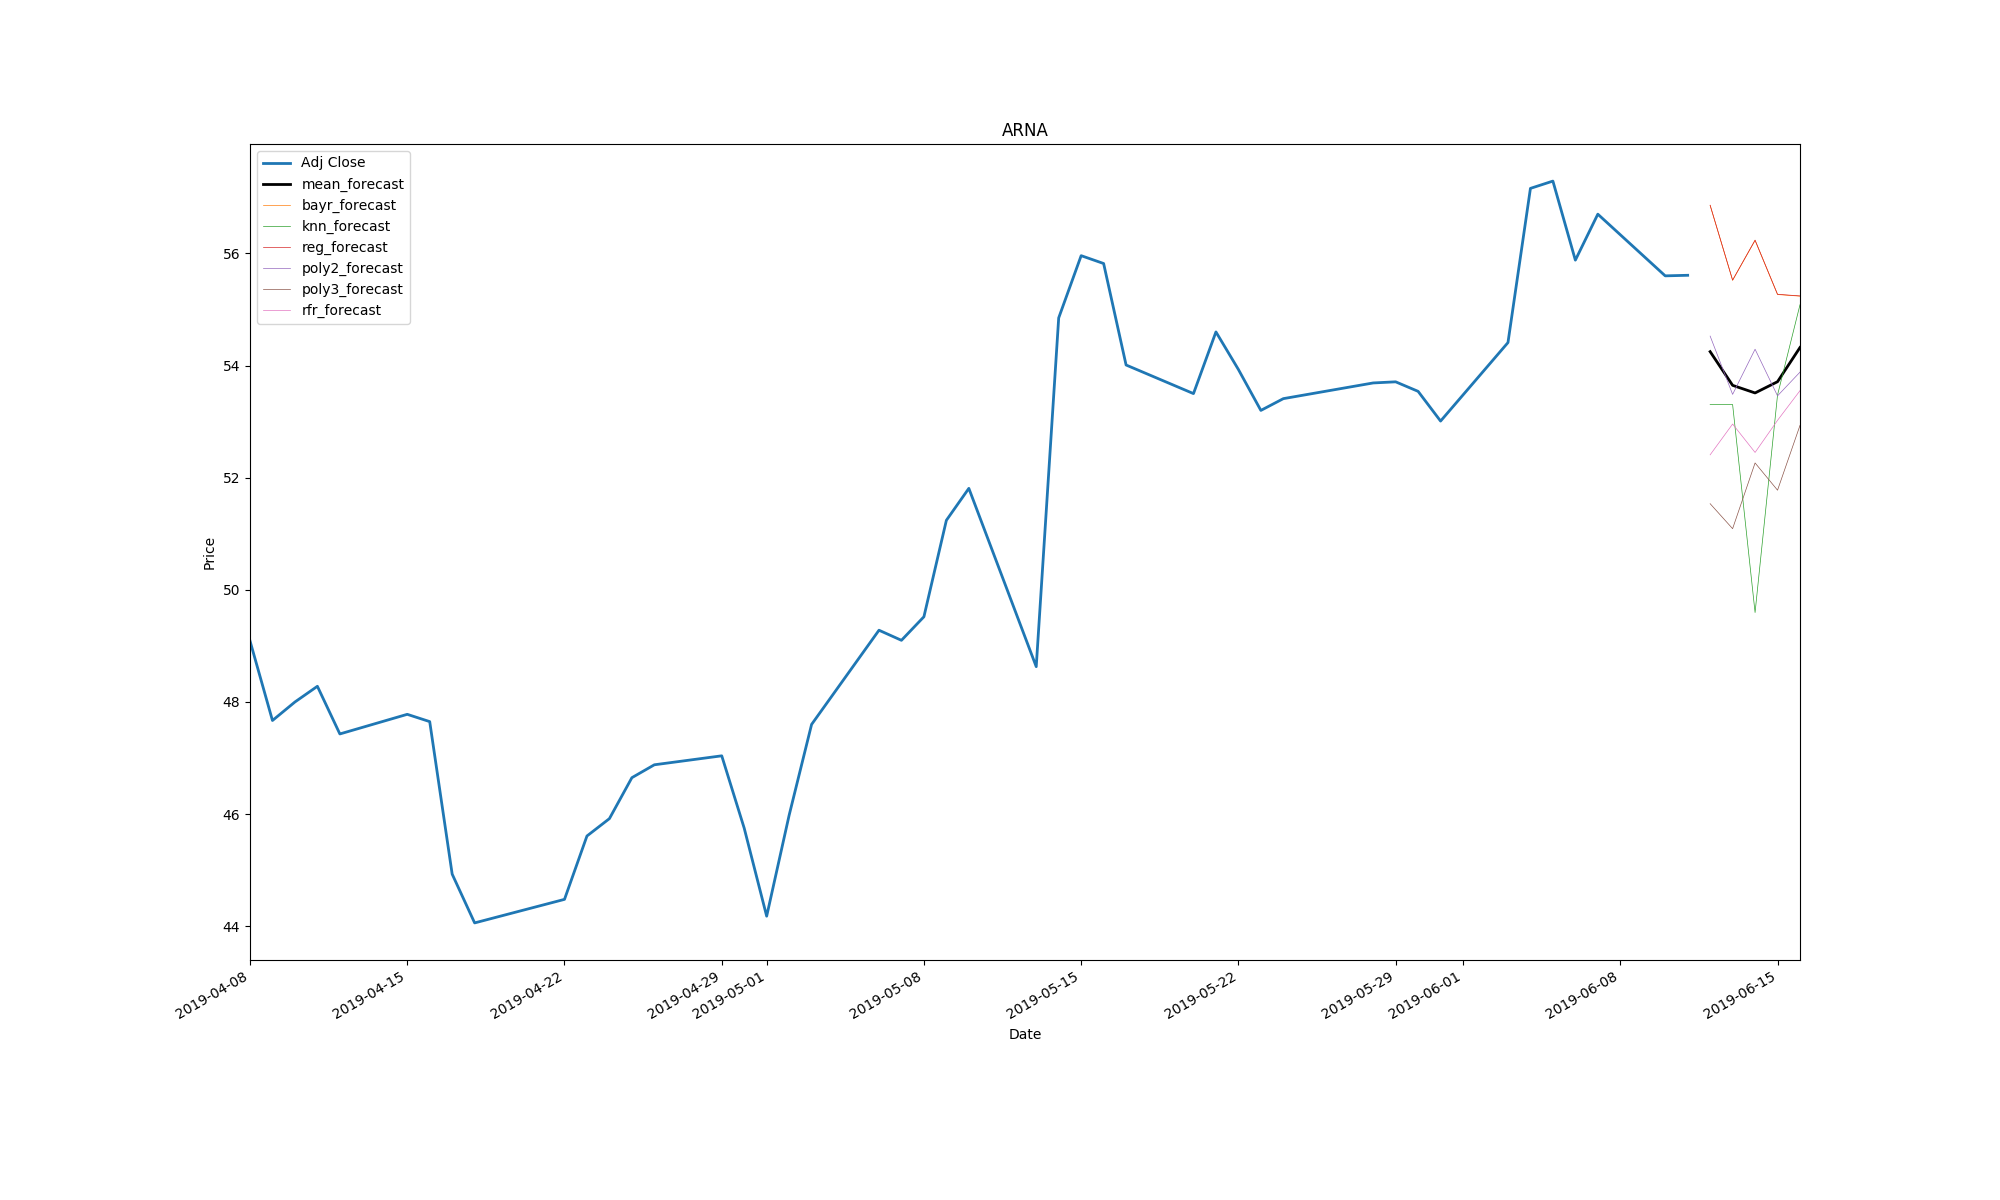 ARNA
Adj Close
mean_forecast
bayr_forecast
knn_forecast
reg_forecast
poly2_forecast
poly3_forecast
rfr_forecast
Price
56
54
52
50
48
46
44
2019-04-08
2019-04-15
2019-04-22
2019-04-29
2019-05-01
2019-05-08
2019-05-15
2019-05-22
2019-05-29
2019-06-01
2019-06-08
2019-06-15
Date